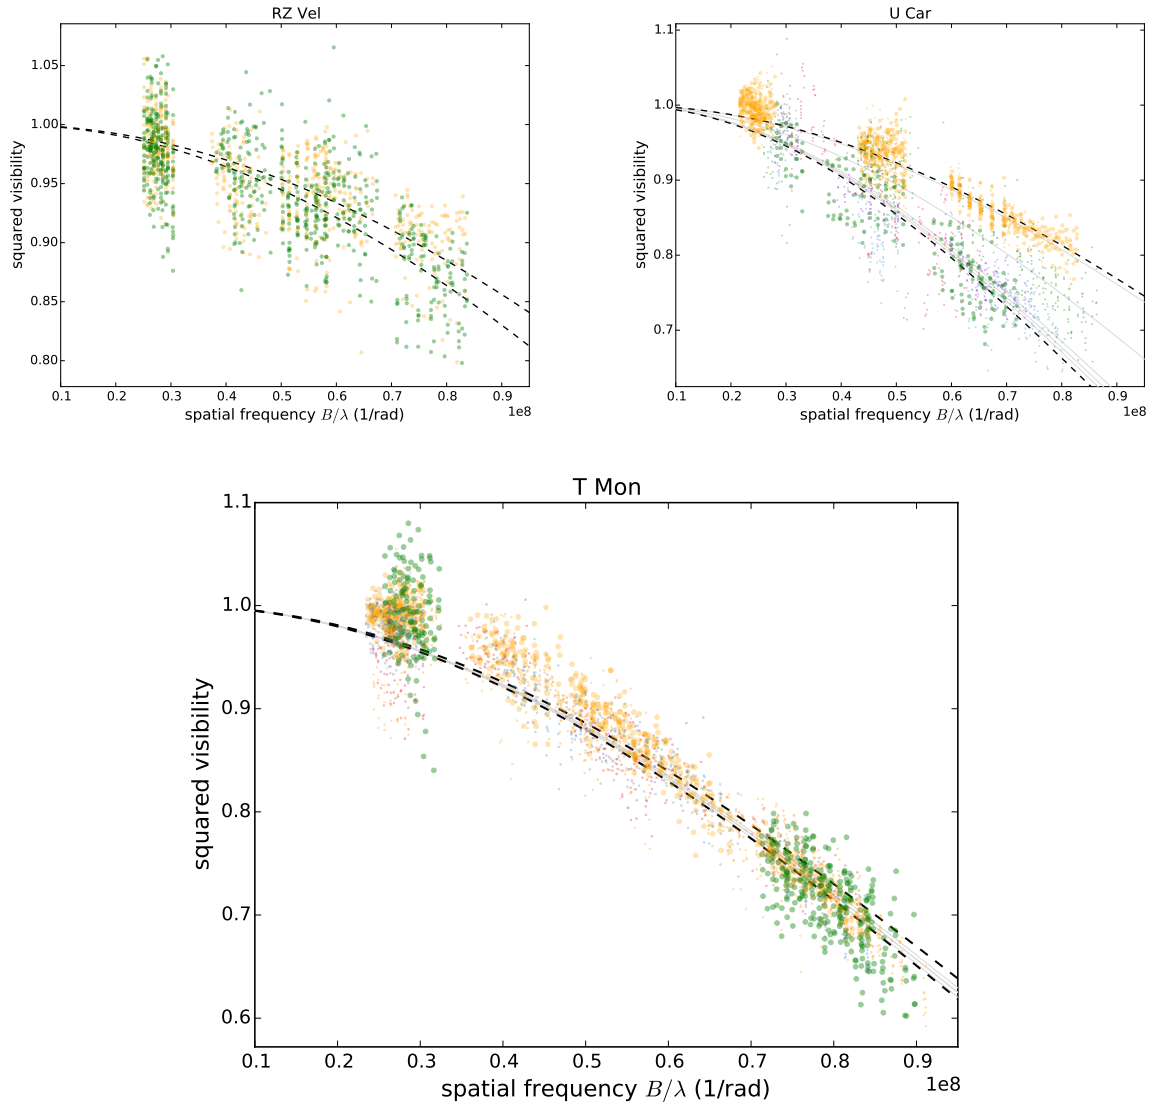 RZ Vel
squared visibility
1.05
1.00
0.95
0.90
0.85
0.80
0.1 0.2 0.3 0.4 0.5 0.6 0.7 0.8 0.9
1e8
spatial frequency B/λ (1/rad)
U Car
squared visibility
1.1
1.0
0.9
0.8
0.7
0.1 0.2 0.3 0.4 0.5 0.6 0.7 0.8 0.9
1e8
spatial frequency B/λ (1/rad)
T Mon
squared visibility
1.1
1.0
0.9
0.8
0.7
0.6
0.1 0.2 0.3 0.4 0.5 0.6 0.7 0.8 0.9
1e8
spatial frequency B/λ (1/rad)